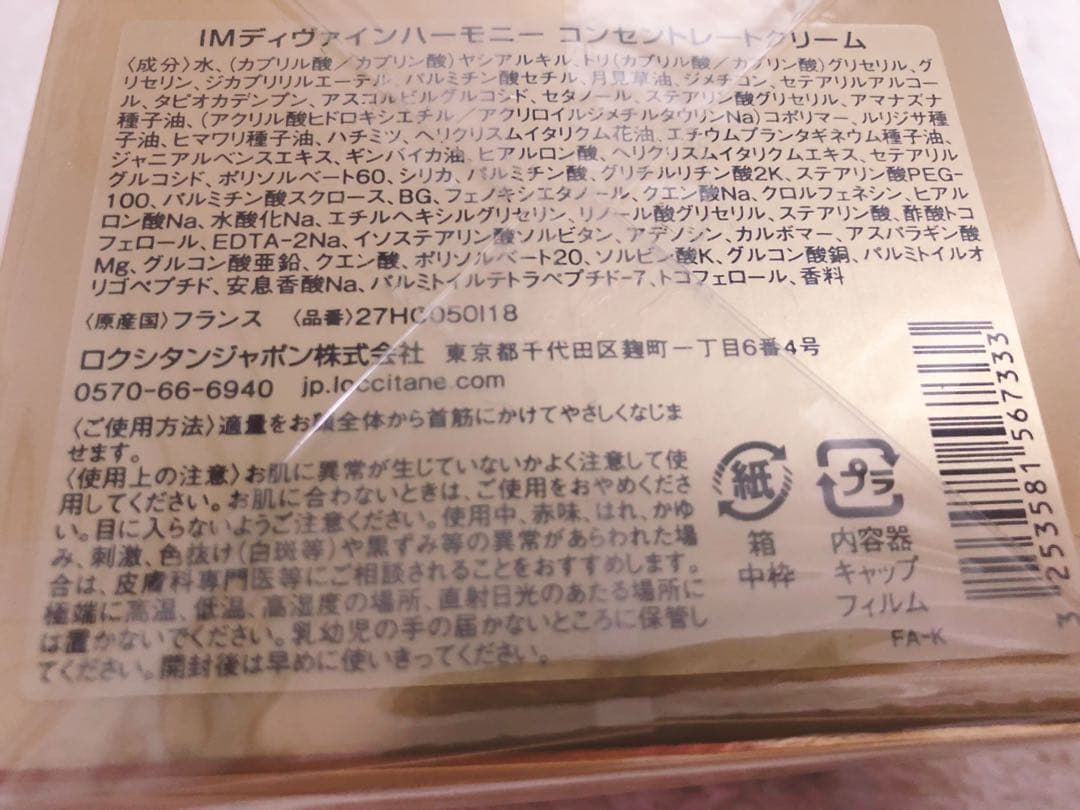 IMディヴァインハーモニー コンセントレートクリーム
〈成分〉水、(カプリル酸/カプリン酸)ヤシアルキル、トリ(カプリル酸/カプリン酸)グリセリル、グ
リセリン、ジカプリリルエーテル、パルミチン酸セチル、月見草油、ジメチコン、セテアリルアルコー
ル、タピオカデンプン、アスコルビルグルコシド、セタノール、ステアリン酸グリセリル、アマナズナ
種子油、(アクリル酸ヒドロキシエチル/アクリロイルジメチルタウリンNa)コポリマー、ルリジサ種
子油、ヒマワリ種子油、ハチミツ、ヘリクリスムイタリクム花油、エチウムプランタギネウム種子油、
ジャニアルベンスエキス、ギンバイカ油、ヒアルロン酸、ヘリクリスムイタリクムエキス、セテアリル
グルコシド、ポリソルベート60、シリカ、パルミチン酸、グリチルリチン酸2K、ステアリン酸PEG-
100、パルミチン酸スクロース、BG、フェノキシエタノール、クエン酸Na、クロルフェネシン、ヒアル
ロン酸Na、水酸化Na、エチルヘキシルグリセリン、リノール酸グリセリル、ステアリン酸、酢酸トコ
フェロール、EDTA-2Na、イソステアリン酸ソルビタン、アデノシン、カルボマー、アスパラギン酸
Mg、グルコン酸亜鉛、クエン酸、ポリソルベート20、ソルビン酸K、グルコン酸銅、パルミトイルオ
リゴペプチド、安息香酸Na、パルミトイルテトラペプチド-7、トコフェロール、香料
〈原産国〉フランス 〈品番〉27HC050I18
ロクシタンジャポン株式会社 東京都千代田区麹町一丁目6番4号
0570-66-6940 jp.loccitane.com
〈ご使用方法〉適量をお顔全体から首筋にかけてやさしくなじま
せます。
〈使用上の注意〉お肌に異常が生じていないかよく注意して使
用してください。お肌に合わないときは、ご使用をおやめくださ
い。目に入らないようご注意ください。使用中、赤味、はれ、かゆ
み、刺激、色抜け(白斑等)や黒ずみ等の異常があらわれた場
合は、皮膚科専門医等にご相談されることをおすすめします。
極端に高温、低温、高湿度の場所、直射日光のあたる場所に
は置かないでください。乳幼児の手の届かないところに保管し
てください。開封後は早めに使いきってください。
紙
箱
中枠
プラ
内容器
キャップ
フィルム
FA-K
3 253581 567333